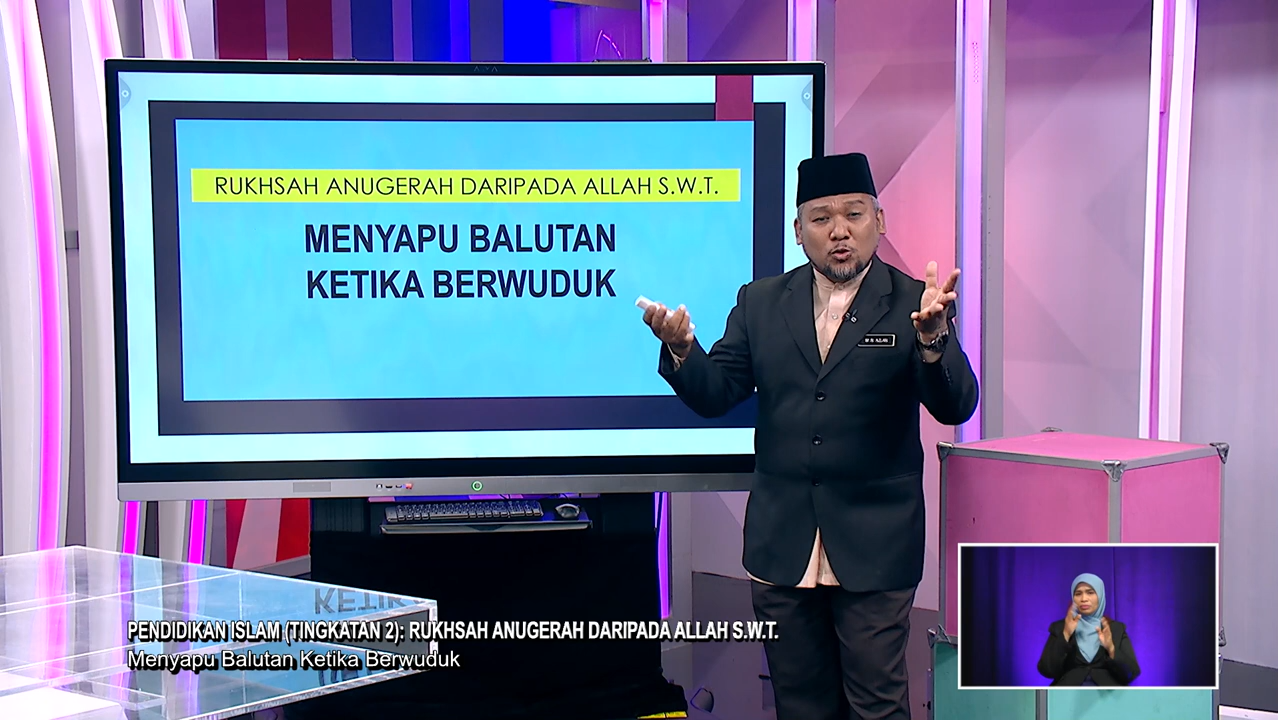 RUKHSAH ANUGERAH DARIPADA ALLAH S.W.T.
MENYAPU BALUTAN
KETIKA BERWUDUK
PENDIDIKAN ISLAM (TINGKATAN 2): RUKHSAH ANUGERAH DARIPADA ALLAH S.W.T.
Menyapu Balutan Ketika Berwuduk